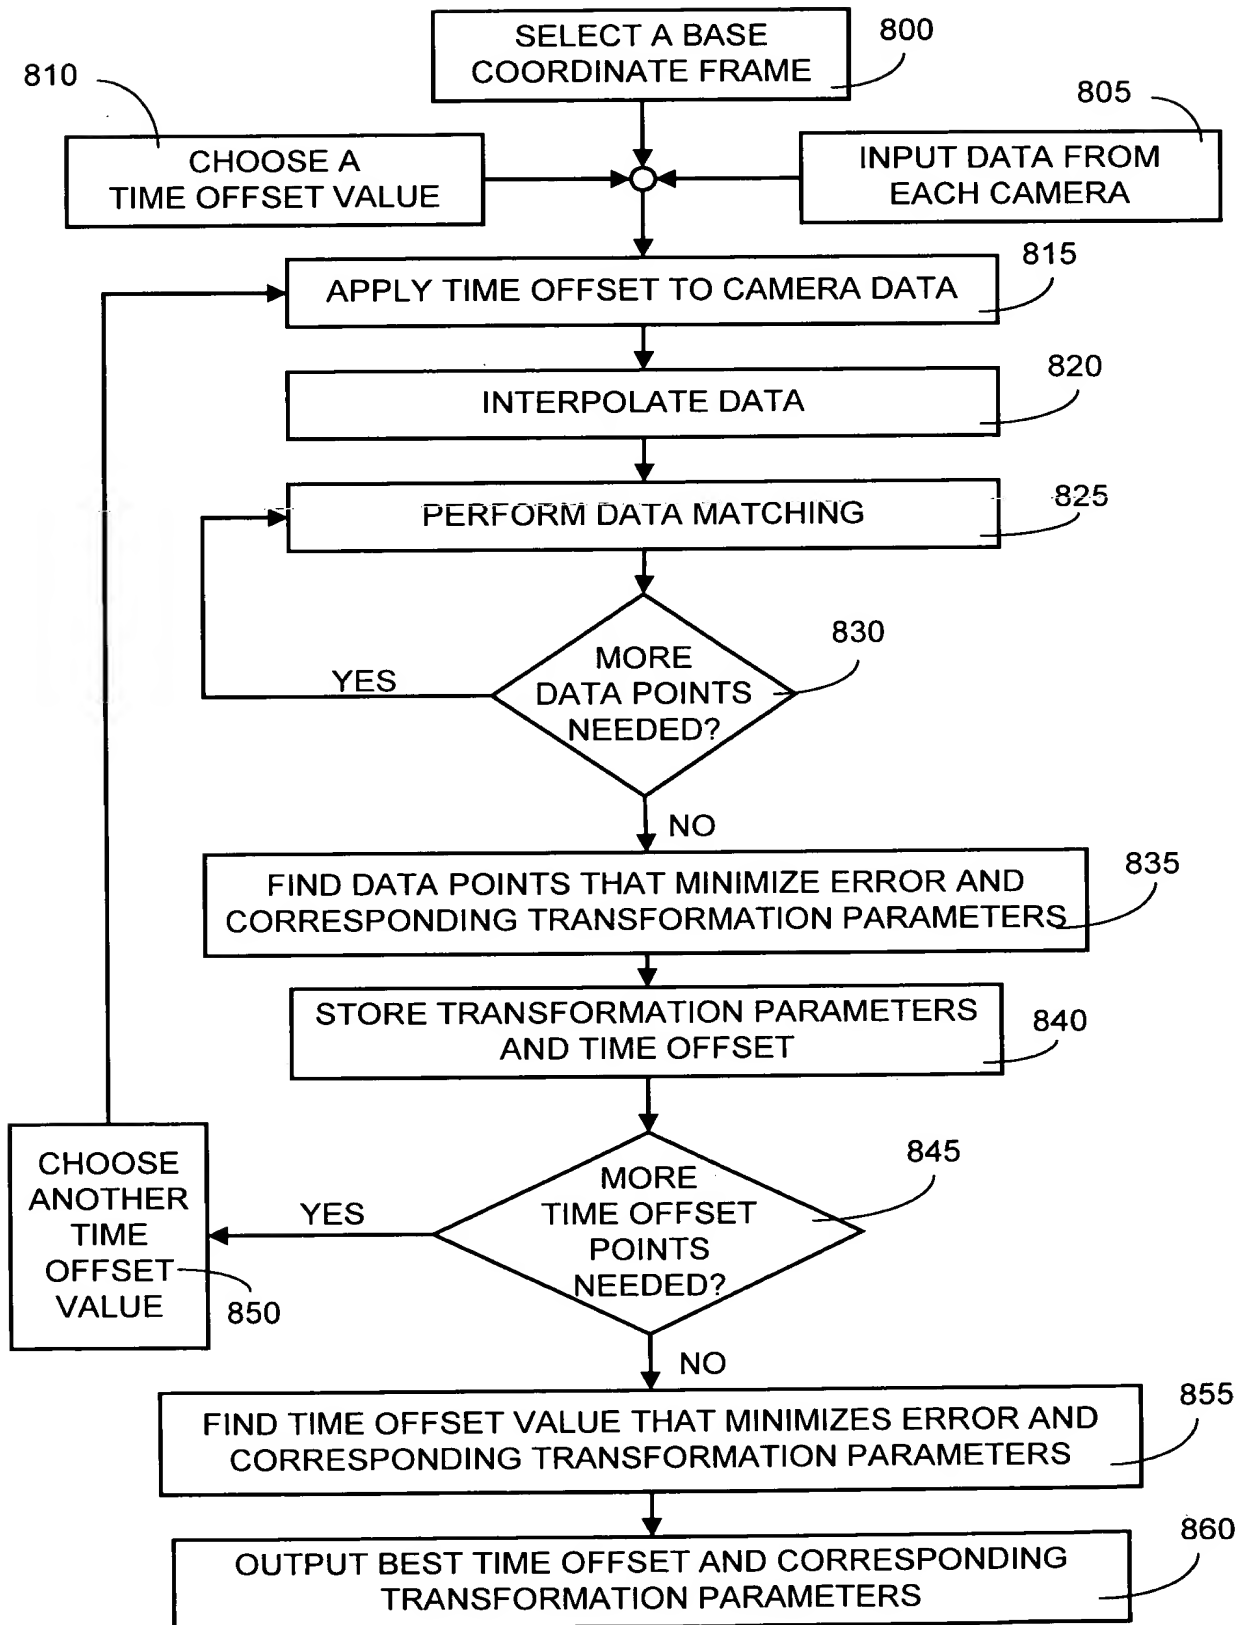 SELECT A BASE
COORDINATE FRAME
800
810
805
CHOOSE A
TIME OFFSET VALUE
INPUT DATA FROM
EACH CAMERA
815
APPLY TIME OFFSET TO CAMERA DATA
820
INTERPOLATE DATA
825
PERFORM DATA MATCHING
830
MORE
DATA POINTS
NEEDED?
YES
NO
835
FIND DATA POINTS THAT MINIMIZE ERROR AND
CORRESPONDING TRANSFORMATION PARAMETERS
STORE TRANSFORMATION PARAMETERS
AND TIME OFFSET
840
845
MORE
TIME OFFSET
POINTS
NEEDED?
YES
CHOOSE
ANOTHER
TIME
OFFSET
VALUE
850
NO
855
FIND TIME OFFSET VALUE THAT MINIMIZES ERROR AND
CORRESPONDING TRANSFORMATION PARAMETERS
860
OUTPUT BEST TIME OFFSET AND CORRESPONDING
TRANSFORMATION PARAMETERS